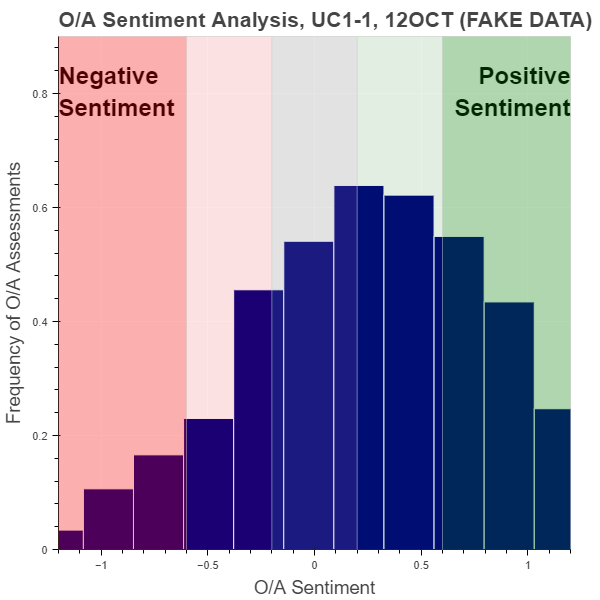 O/A Sentiment Analysis, UC1-1, 12OCT (FAKE DATA)
Negative
Sentiment
Positive
Sentiment
Frequency of O/A Assessments
0.8
0.6
0.4
0.2
0
−1
−0.5
0
0.5
1
O/A Sentiment